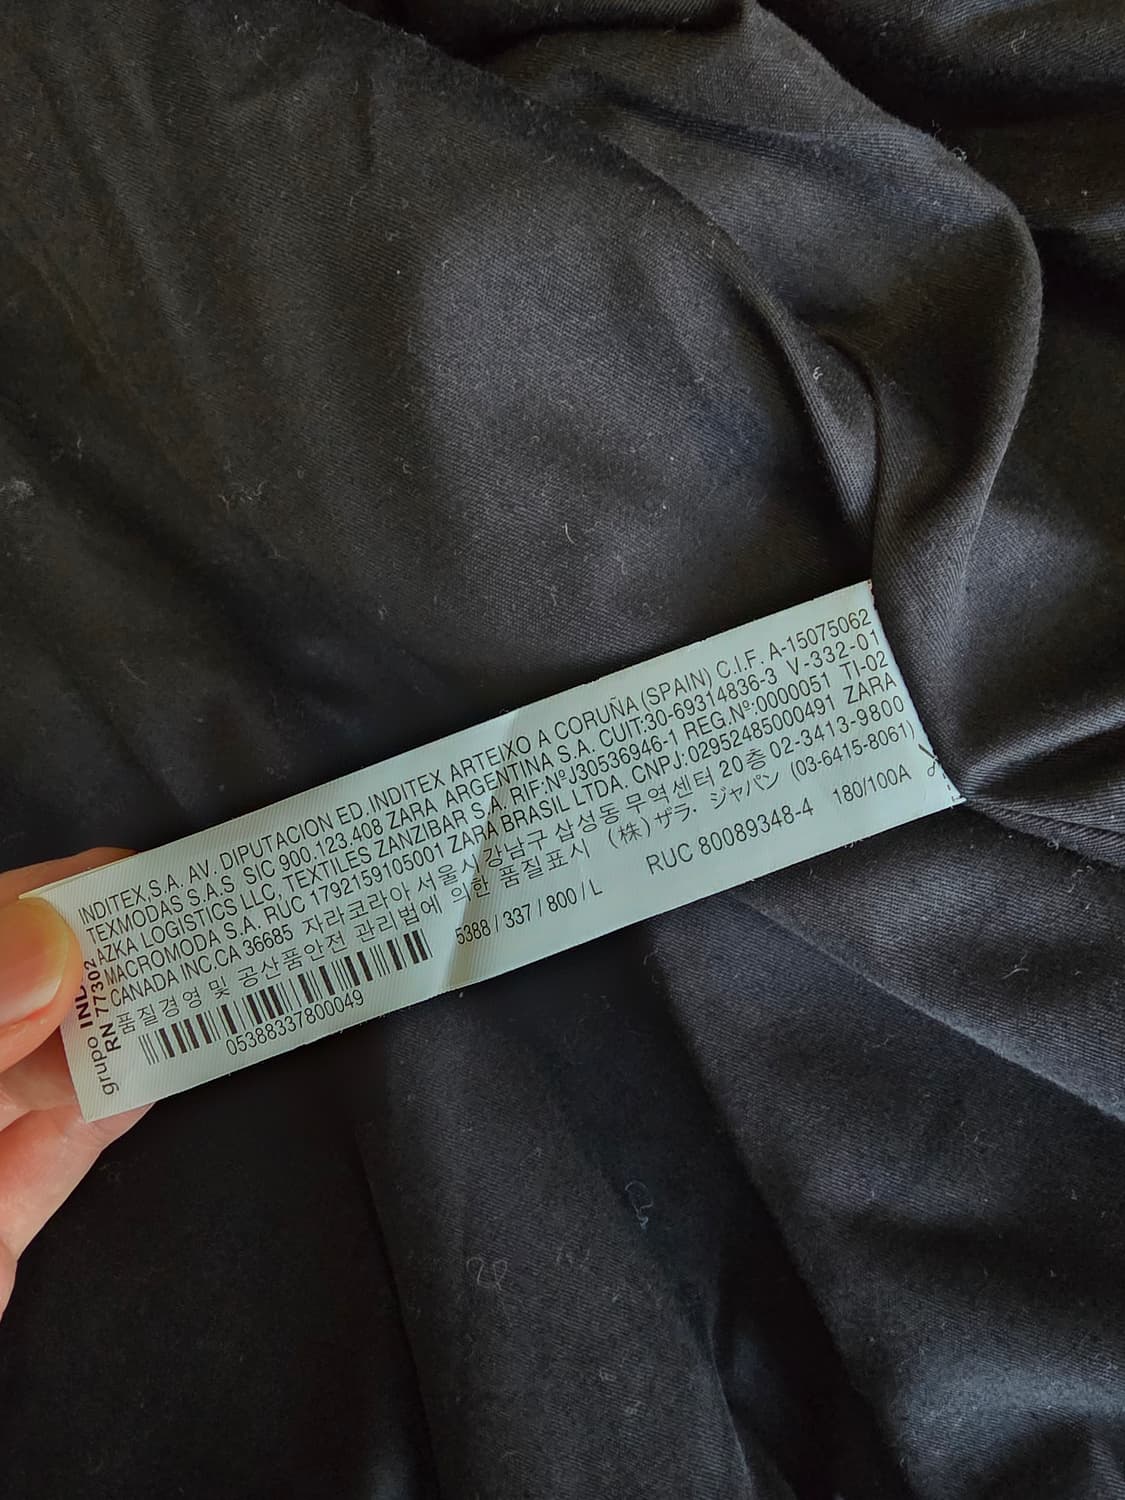 INDITEX,S.A. AV. DIPUTACION ED.INDITEX ARTEIXO A CORUÑA (SPAIN) C.I.F. A-15075062
TEXMODAS S.A.S. SIC 900.123.408 ZARA ARGENTINA S.A. CUIT:30-69314836-3 V-332-01
AZKA LOGISTICS LLC, TEXTILES ZANZIBAR S.A. RIF:NºJ30536946-1 REG.Nº:0000051 TI-02
MACROMODA S.A. RUC 1792159105001 ZARA BRASIL LTDA. CNPJ:02952485000491 ZARA
CANADA INC.CA 36685 자라코리아 서울시 강남구 삼성동 무역센터 20층 02-3413-9800
품질경영 및 공산품안전 관리법에 의한 품질표시 (株)ザラ・ジャパン (03-6415-8061)
5388 / 337 / 800 / L RUC 80089348-4 180/100A
05388337800049
grupo
RN 77302